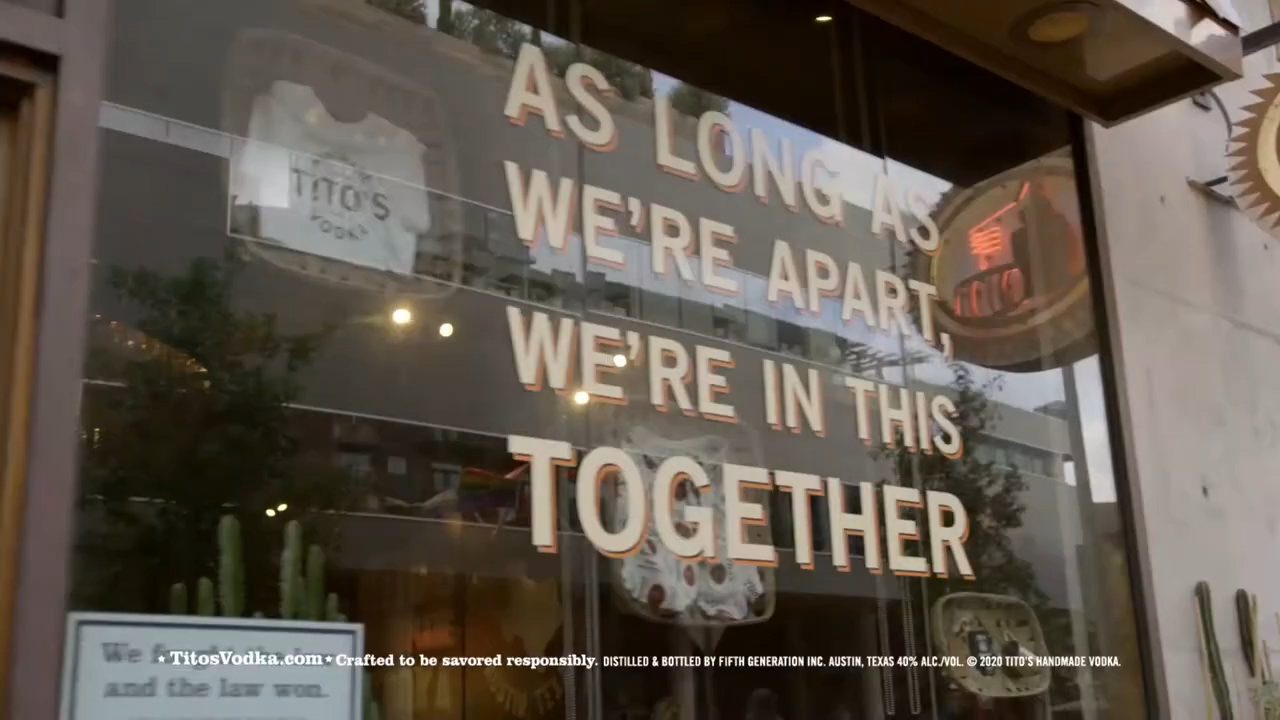 AS LONG AS
WE'RE APART,
WE'RE IN THIS
TOGETHER
TITO'S
VODKA
We
and the law won.
★ TitosVodka.com ★ Crafted to be savored responsibly. DISTILLED & BOTTLED BY FIFTH GENERATION INC. AUSTIN, TEXAS 40% ALC./VOL. © 2020 TITO'S HANDMADE VODKA.